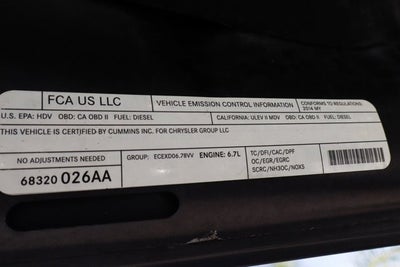 FCA US LLC VEHICLE EMISSION CONTROL INFORMATION CONFORMS TO REGULATIONS:
2014 MY
U.S. EPA: HDV OBD: CA OBD II FUEL: DIESEL CALIFORNIA: ULEV II MDV OBD: CA OBD II FUEL: DIESEL
THIS VEHICLE IS CERTIFIED BY CUMMINS INC. FOR CHRYSLER GROUP LLC
NO ADJUSTMENTS NEEDED GROUP: ECEXD06.78VV ENGINE: 6.7L TC/DFI/CAC/DPF
OC/EGR/EGRC
68320 026AA SCRC/NH3OC/NOXS